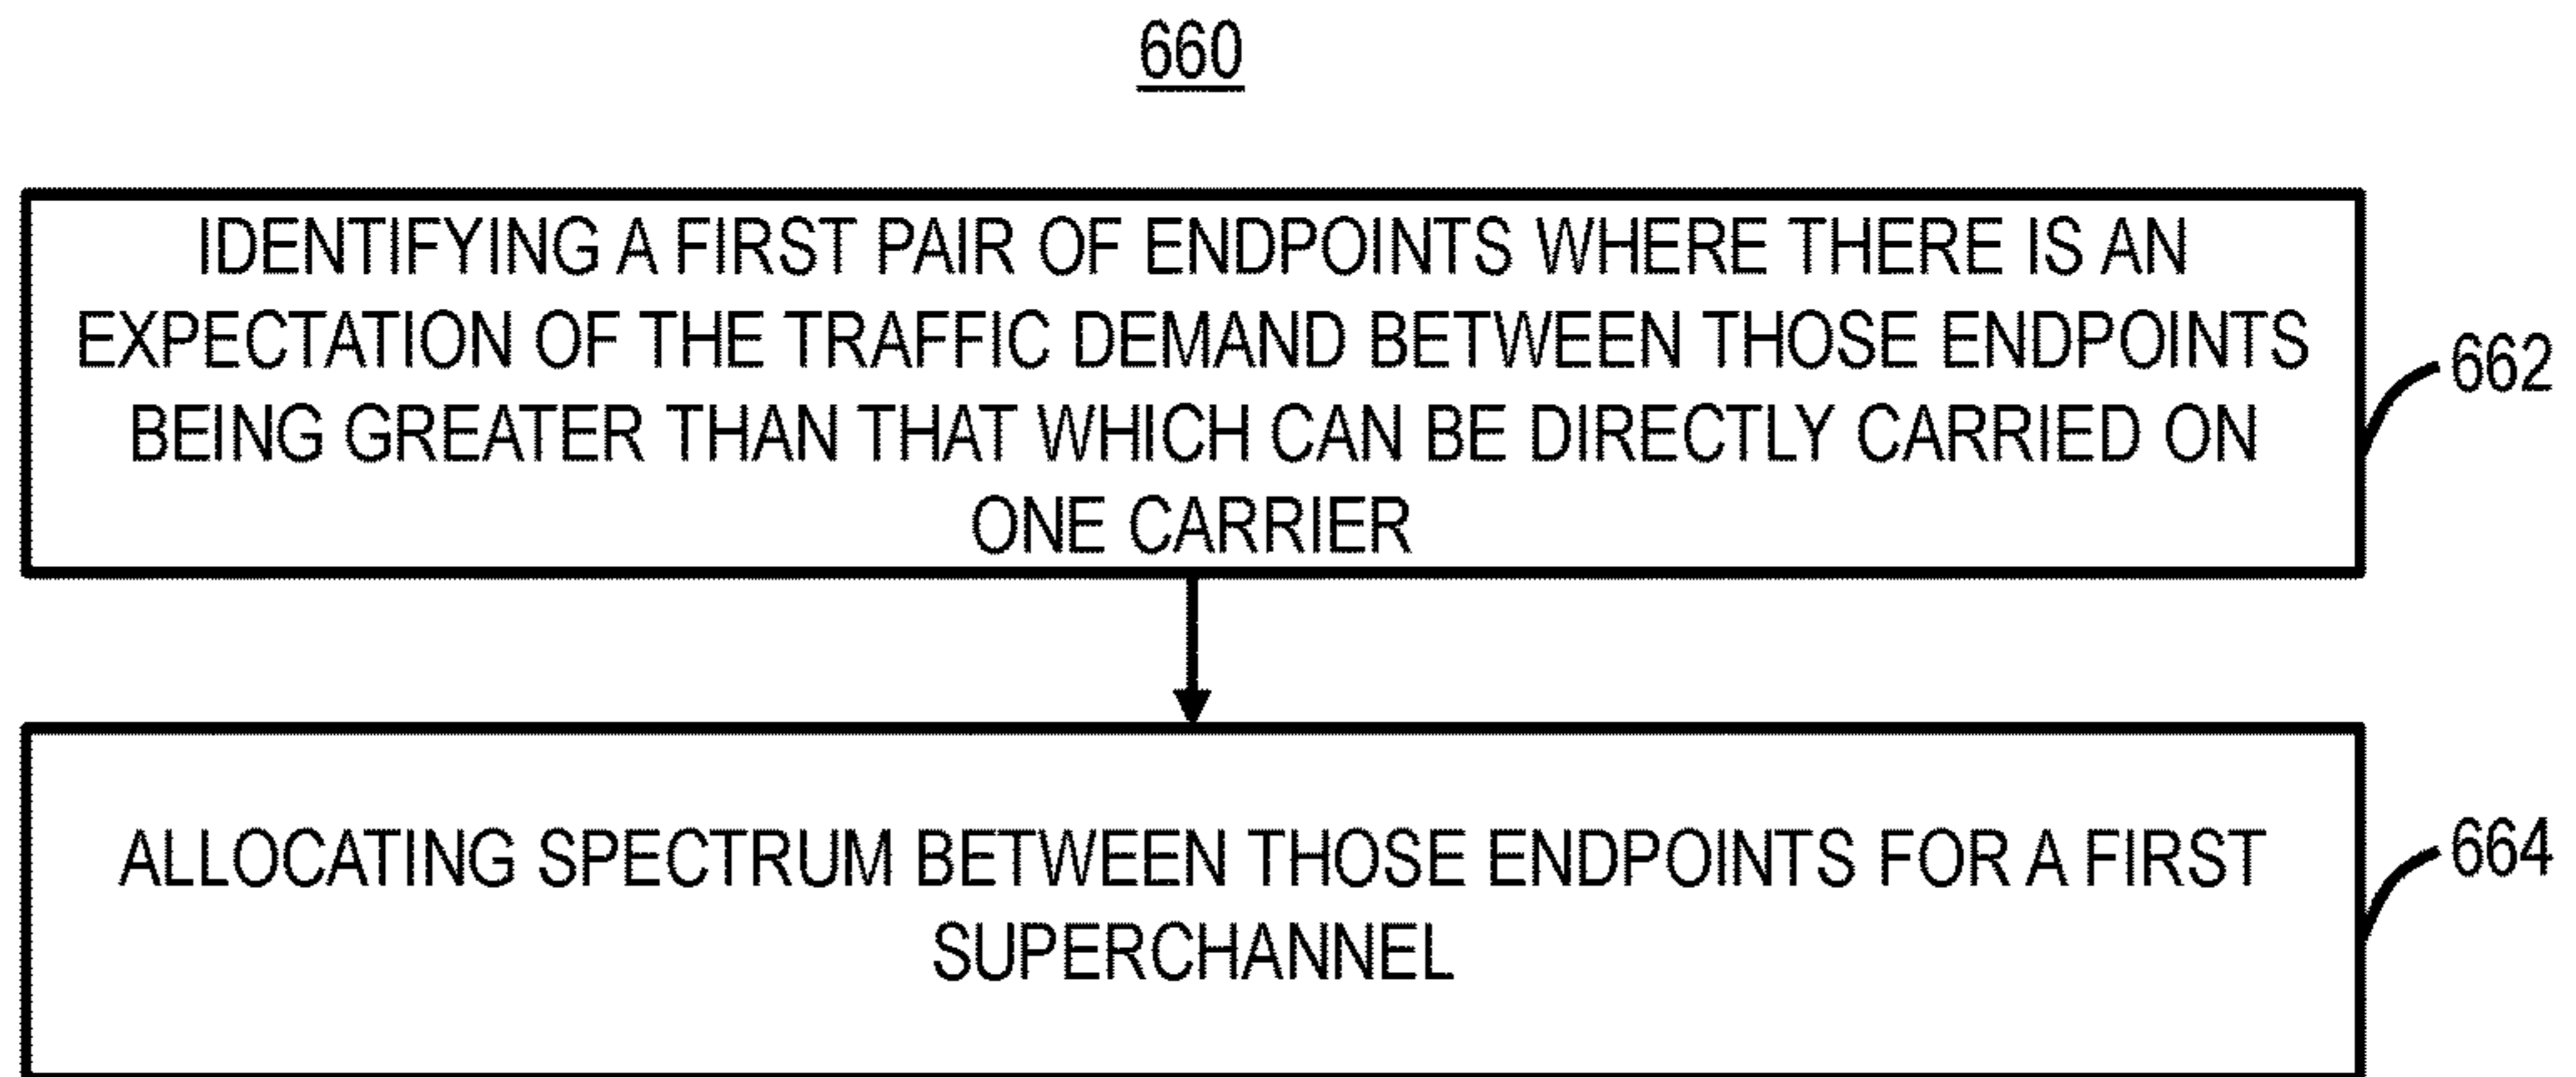 660
IDENTIFYING A FIRST PAIR OF ENDPOINTS WHERE THERE IS AN
EXPECTATION OF THE TRAFFIC DEMAND BETWEEN THOSE ENDPOINTS
BEING GREATER THAN THAT WHICH CAN BE DIRECTLY CARRIED ON
ONE CARRIER
662
ALLOCATING SPECTRUM BETWEEN THOSE ENDPOINTS FOR A FIRST
SUPERCHANNEL
664